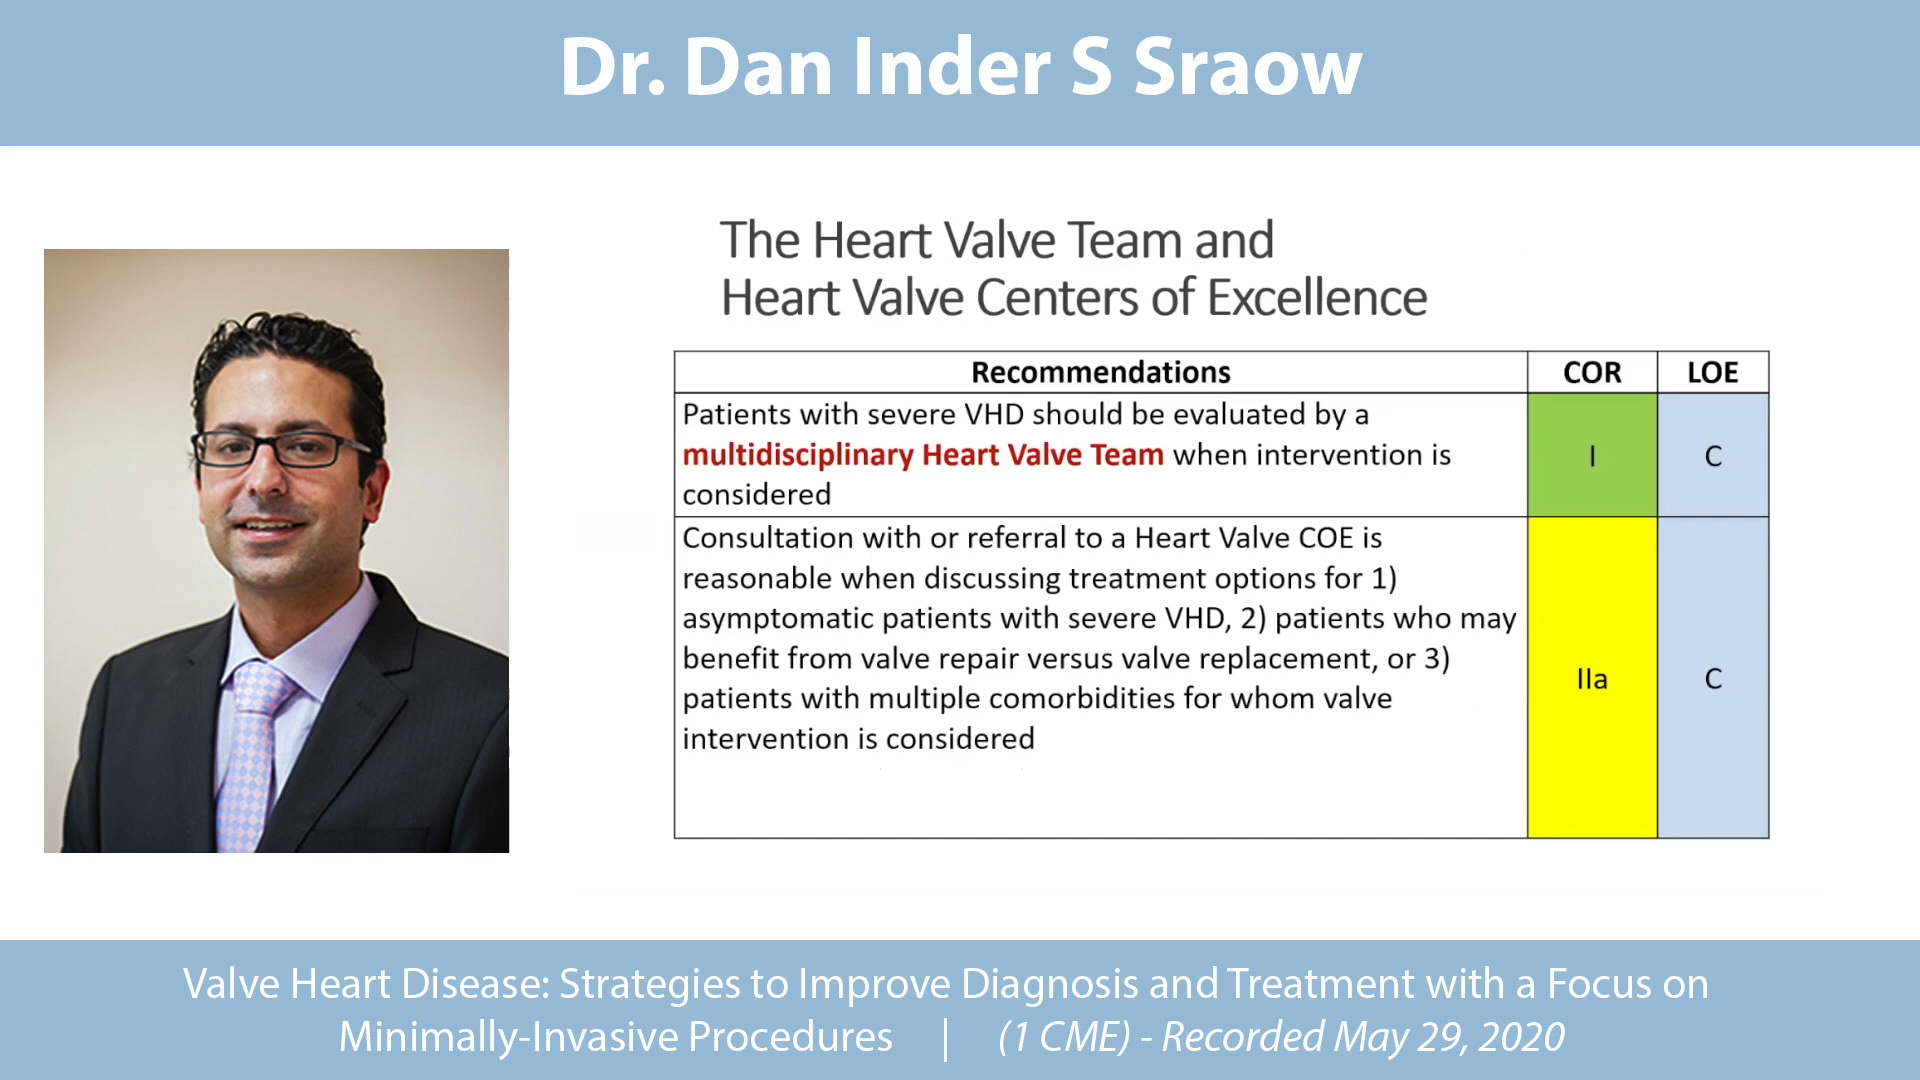 Dr. Dan Inder S Sraow
The Heart Valve Team and
Heart Valve Centers of Excellence
Recommendations COR LOE
Patients with severe VHD should be evaluated by a
multidisciplinary Heart Valve Team when intervention is
considered
I C
Consultation with or referral to a Heart Valve COE is
reasonable when discussing treatment options for 1)
asymptomatic patients with severe VHD, 2) patients who may
benefit from valve repair versus valve replacement, or 3)
patients with multiple comorbidities for whom valve
intervention is considered
IIa C
Valve Heart Disease: Strategies to Improve Diagnosis and Treatment with a Focus on
Minimally-Invasive Procedures | (1 CME) - Recorded May 29, 2020